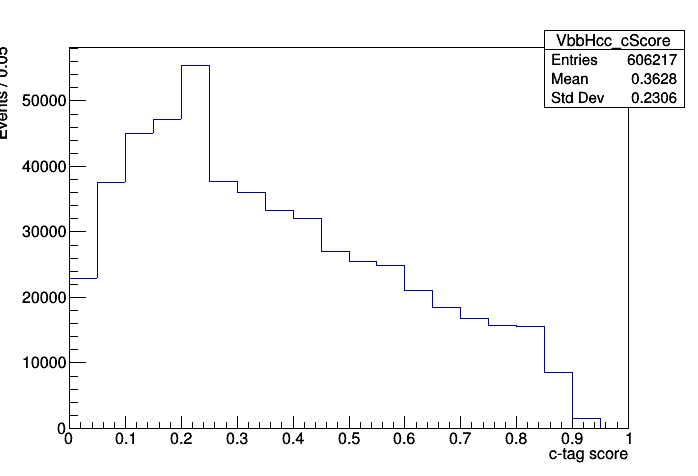 VbbHcc_cScore
Entries 606217
Mean 0.3628
Std Dev 0.2306
Events / 0.05
50000
40000
30000
20000
10000
0
0 0.1 0.2 0.3 0.4 0.5 0.6 0.7 0.8 0.9 1
c-tag score